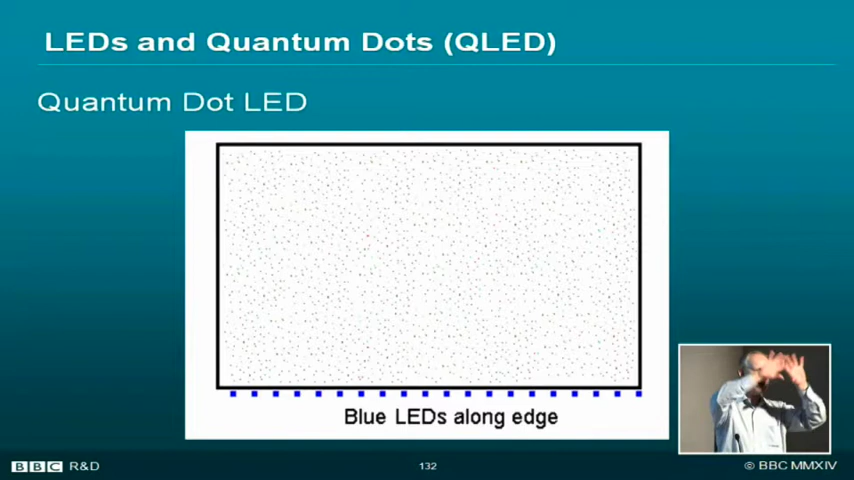 LEDs and Quantum Dots (QLED)
Quantum Dot LED
Blue LEDs along edge
BBC R&D
132
© BBC MMXIV